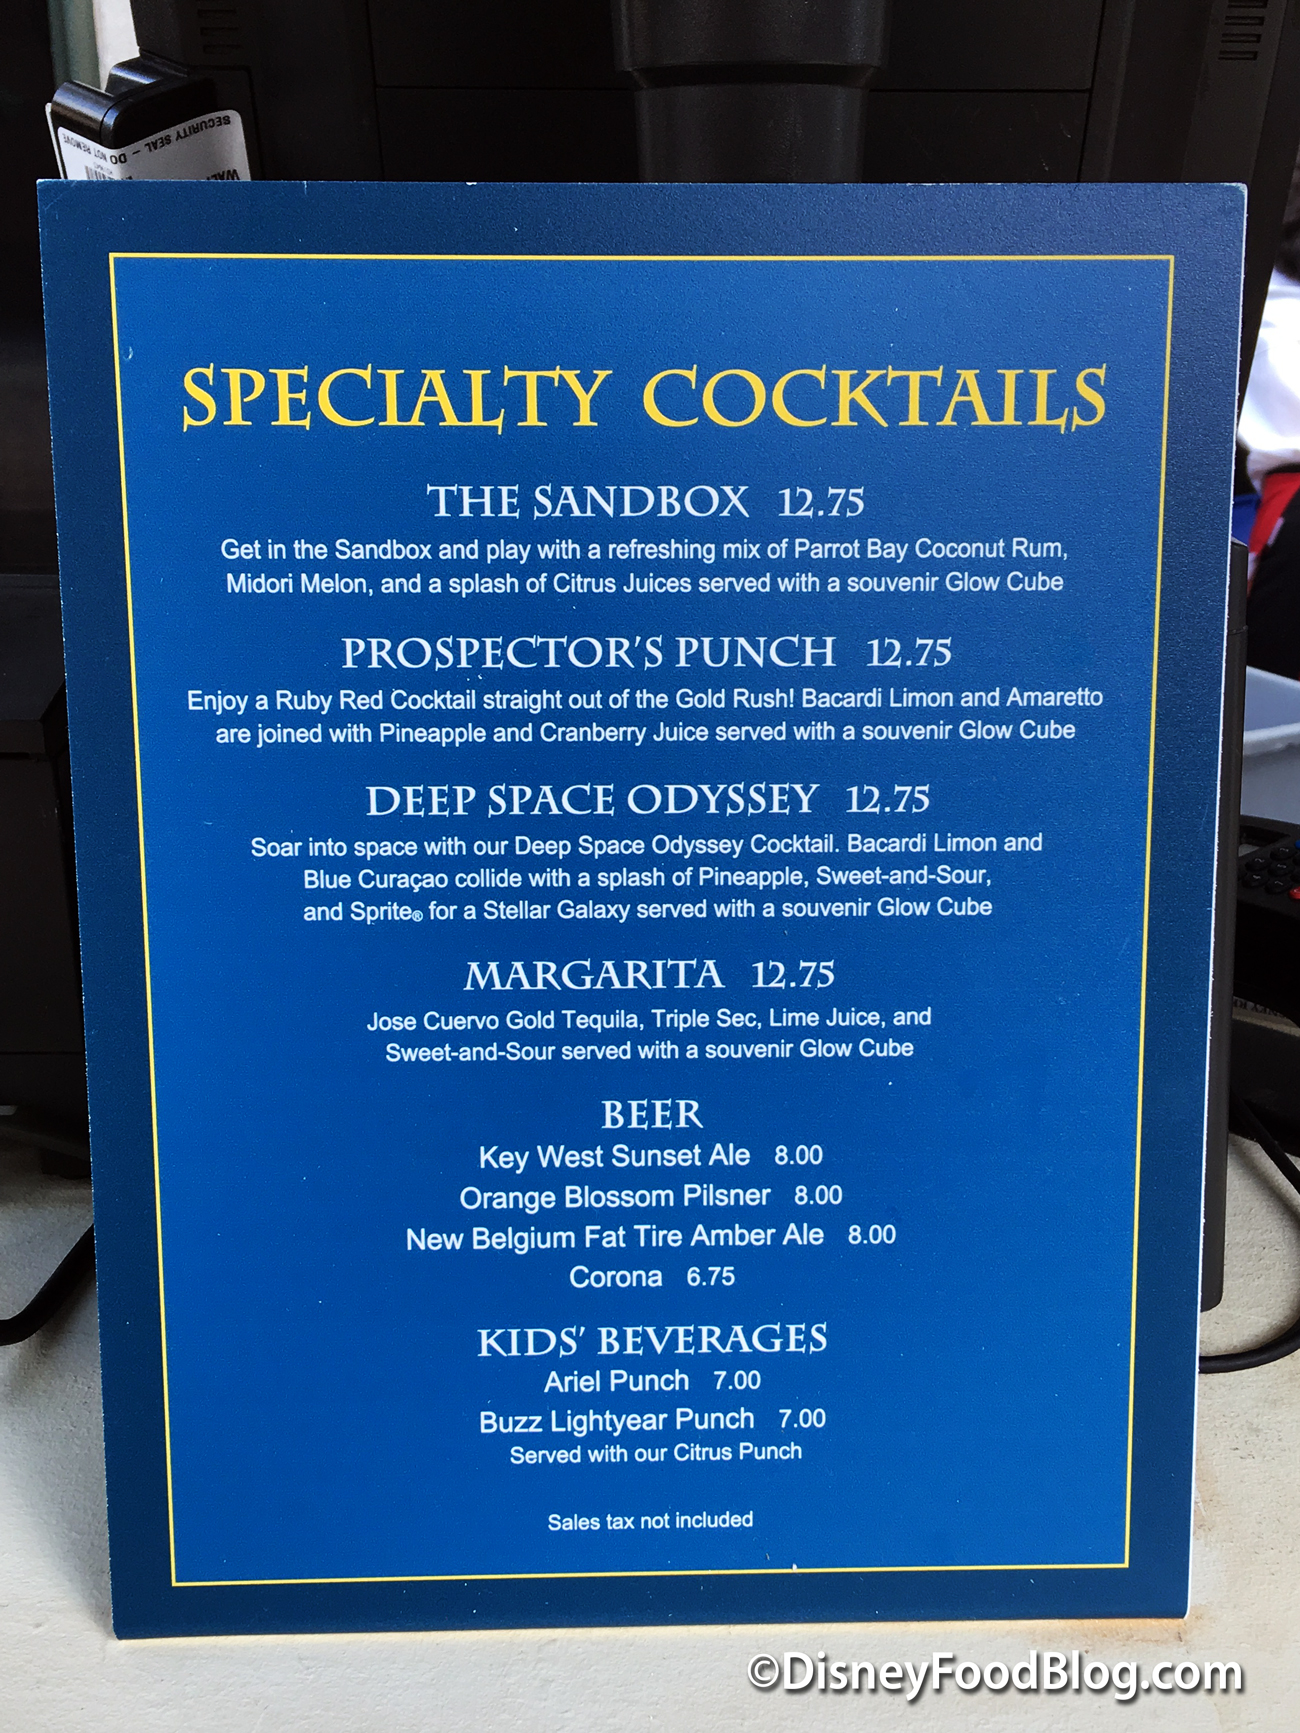 SECURITY SEAL – DO NOT REMOVE
SPECIALTY COCKTAILS
THE SANDBOX 12.75
Get in the Sandbox and play with a refreshing mix of Parrot Bay Coconut Rum,
Midori Melon, and a splash of Citrus Juices served with a souvenir Glow Cube
PROSPECTOR'S PUNCH 12.75
Enjoy a Ruby Red Cocktail straight out of the Gold Rush! Bacardi Limon and Amaretto
are joined with Pineapple and Cranberry Juice served with a souvenir Glow Cube
DEEP SPACE ODYSSEY 12.75
Soar into space with our Deep Space Odyssey Cocktail. Bacardi Limon and
Blue Curaçao collide with a splash of Pineapple, Sweet-and-Sour,
and Sprite® for a Stellar Galaxy served with a souvenir Glow Cube
MARGARITA 12.75
Jose Cuervo Gold Tequila, Triple Sec, Lime Juice, and
Sweet-and-Sour served with a souvenir Glow Cube
BEER
Key West Sunset Ale 8.00
Orange Blossom Pilsner 8.00
New Belgium Fat Tire Amber Ale 8.00
Corona 6.75
KIDS' BEVERAGES
Ariel Punch 7.00
Buzz Lightyear Punch 7.00
Served with our Citrus Punch
Sales tax not included
©DisneyFoodBlog.com